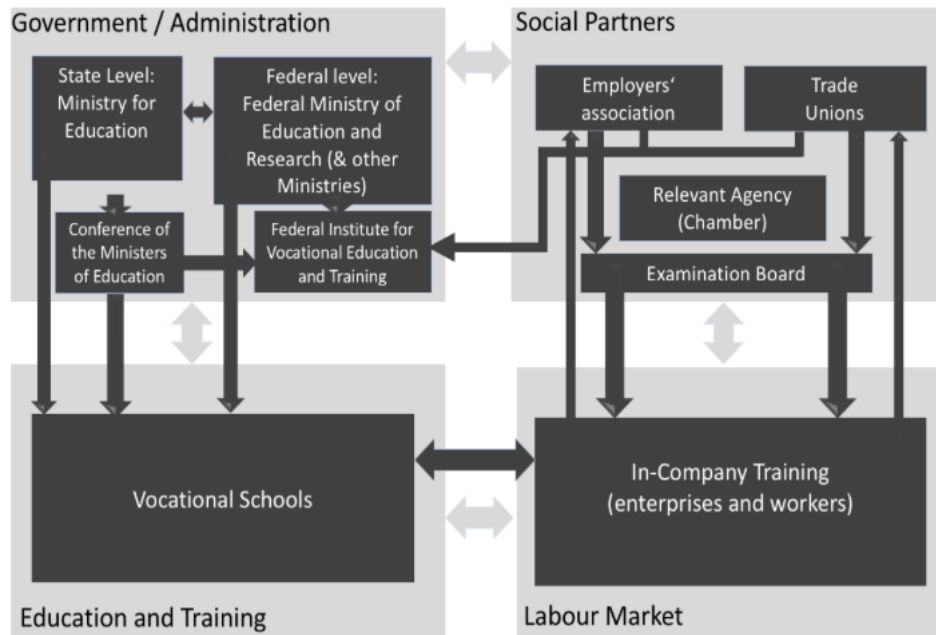 Government / Administration
State Level:
Ministry for
Education
Federal level:
Federal Ministry of
Education and
Research (& other
Ministries)
Conference of
the Ministers
of Education
Federal Institute for
Vocational Education
and Training
Social Partners
Employers‘
association
Trade
Unions
Relevant Agency
(Chamber)
Examination Board
Vocational Schools
Education and Training
In-Company Training
(enterprises and workers)
Labour Market